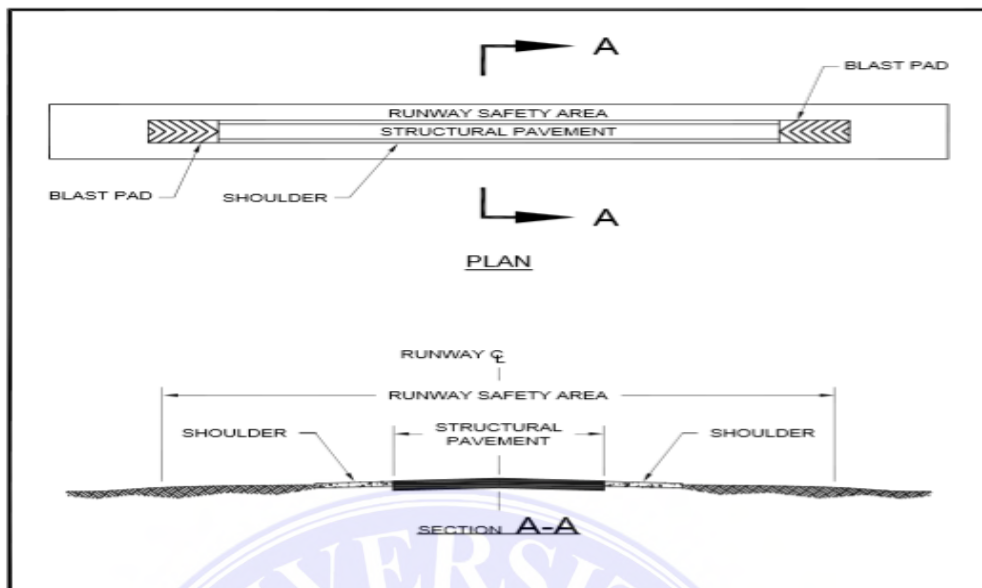 A
BLAST PAD
RUNWAY SAFETY AREA
STRUCTURAL PAVEMENT
BLAST PAD
SHOULDER
A
PLAN
RUNWAY ℄
RUNWAY SAFETY AREA
SHOULDER
STRUCTURAL
PAVEMENT
SHOULDER
SECTION A-A